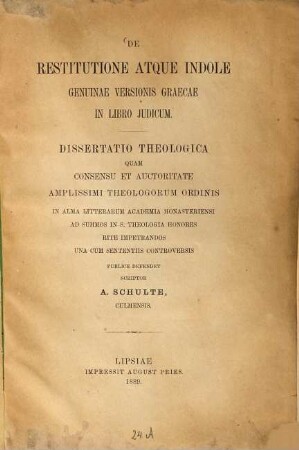 DE
RESTITUTIONE ATQUE INDOLE
GENUINAE VERSIONIS GRAECAE
IN LIBRO JUDICUM.
DISSERTATIO THEOLOGICA
QUAM
CONSENSU ET AUCTORITATE
AMPLISSIMI THEOLOGORUM ORDINIS
IN ALMA LITTERARUM ACADEMIA MONASTERIENSI
AD SUMMOS IN S. THEOLOGIA HONORES
RITE IMPETRANDOS
UNA CUM SENTENTIIS CONTROVERSIS
PUBLICE DEFENDET
SCRIPTOR
A. SCHULTE,
CULMENSIS.
LIPSIAE
IMPRESSIT AUGUST PRIES.
1889.